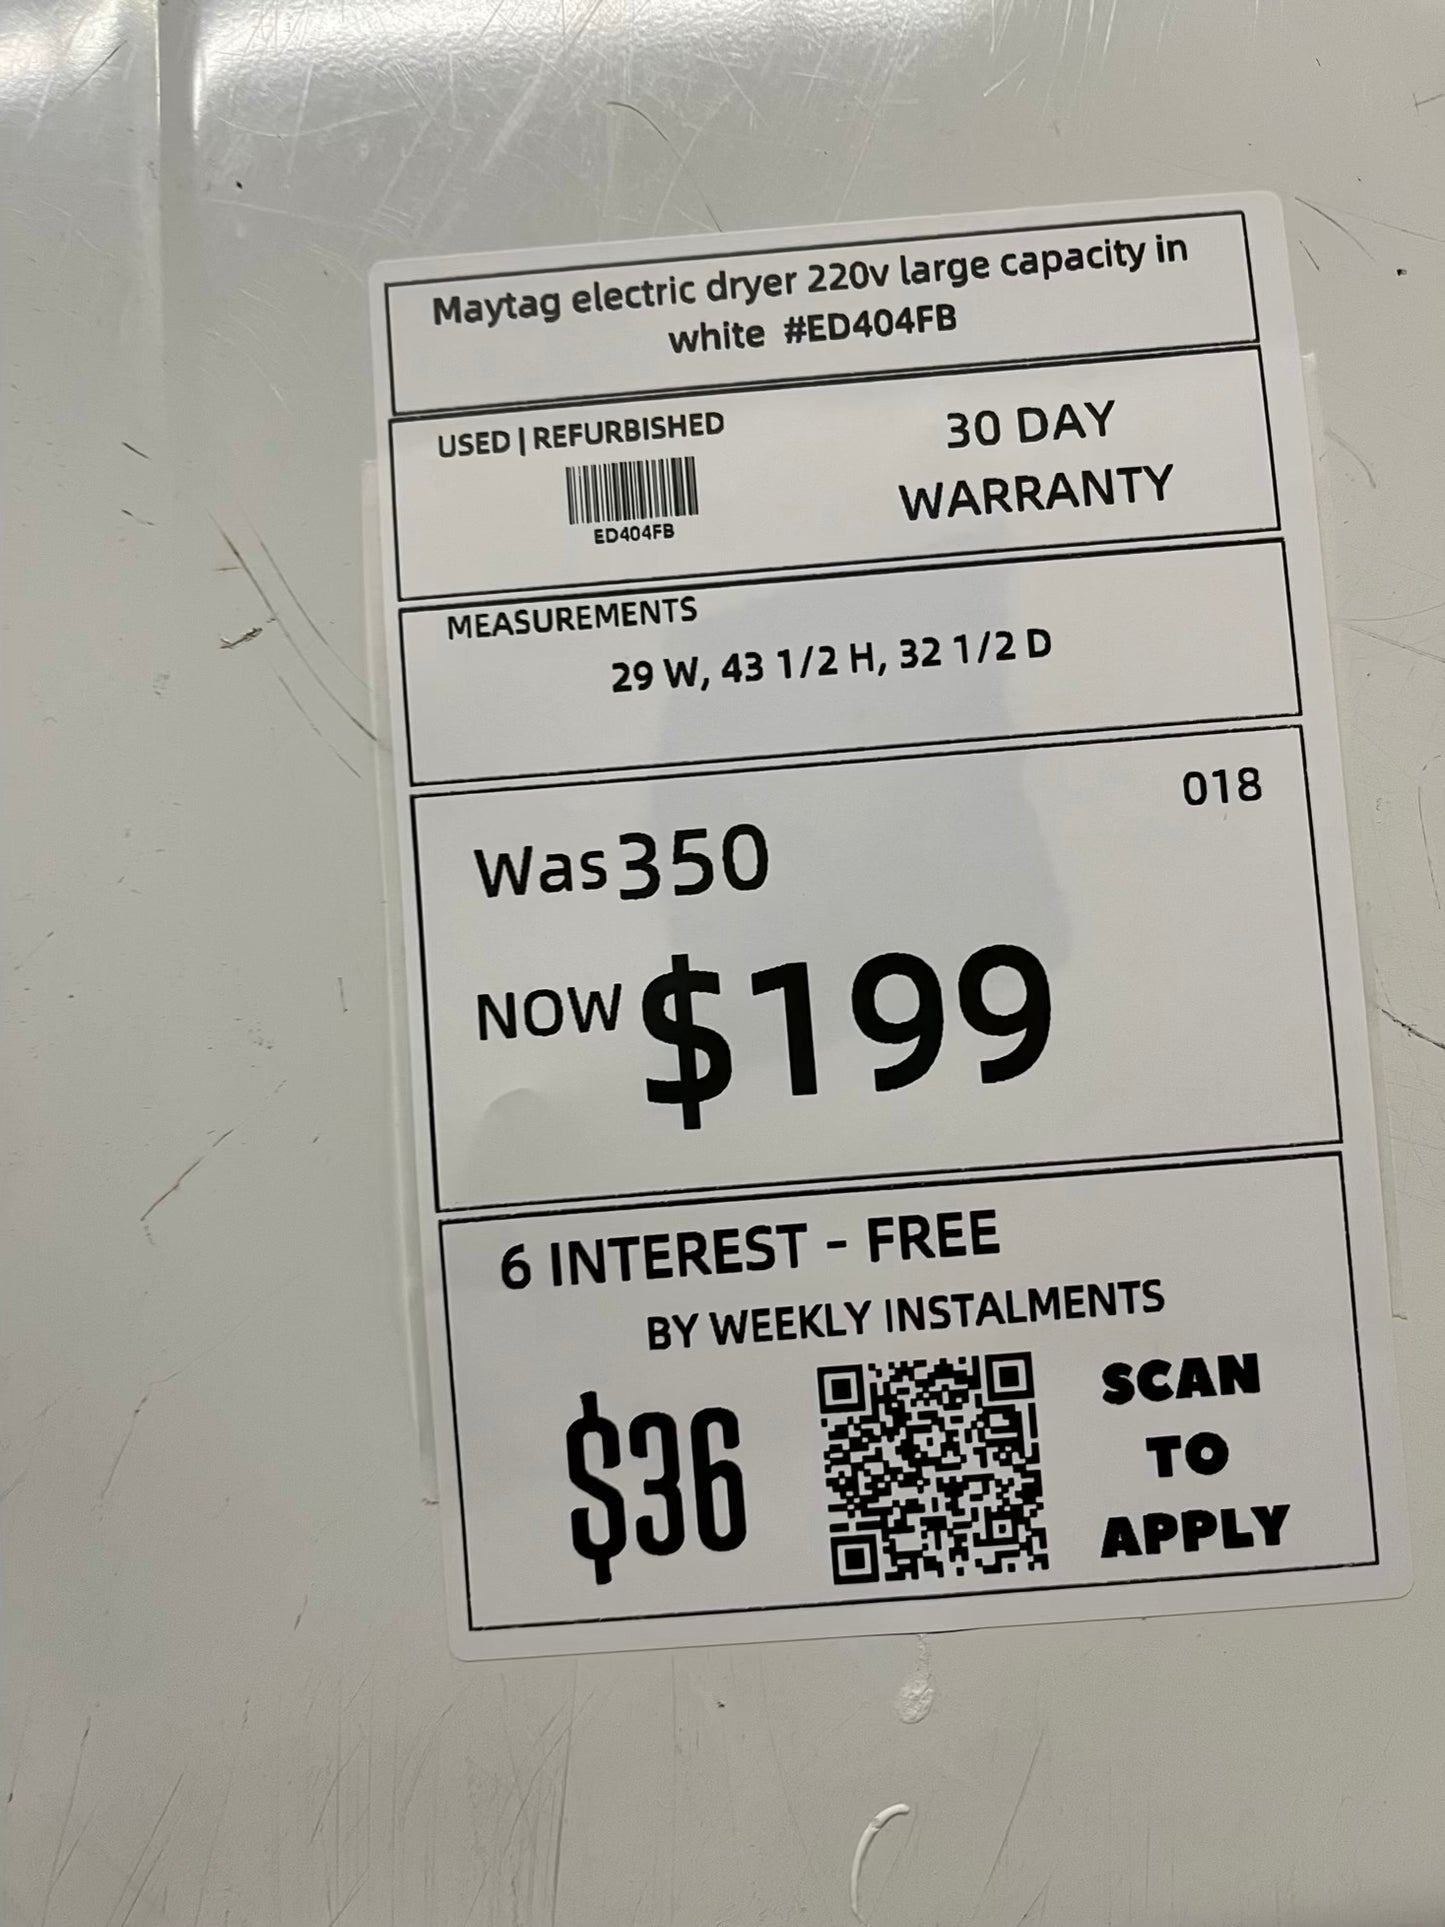 Maytag electric dryer 220v large capacity in
white #ED404FB
USED | REFURBISHED
ED404FB
30 DAY
WARRANTY
MEASUREMENTS
29 W, 43 1/2 H, 32 1/2 D
018
Was 350
NOW $199
6 INTEREST - FREE
BY WEEKLY INSTALMENTS
$36
SCAN
TO
APPLY